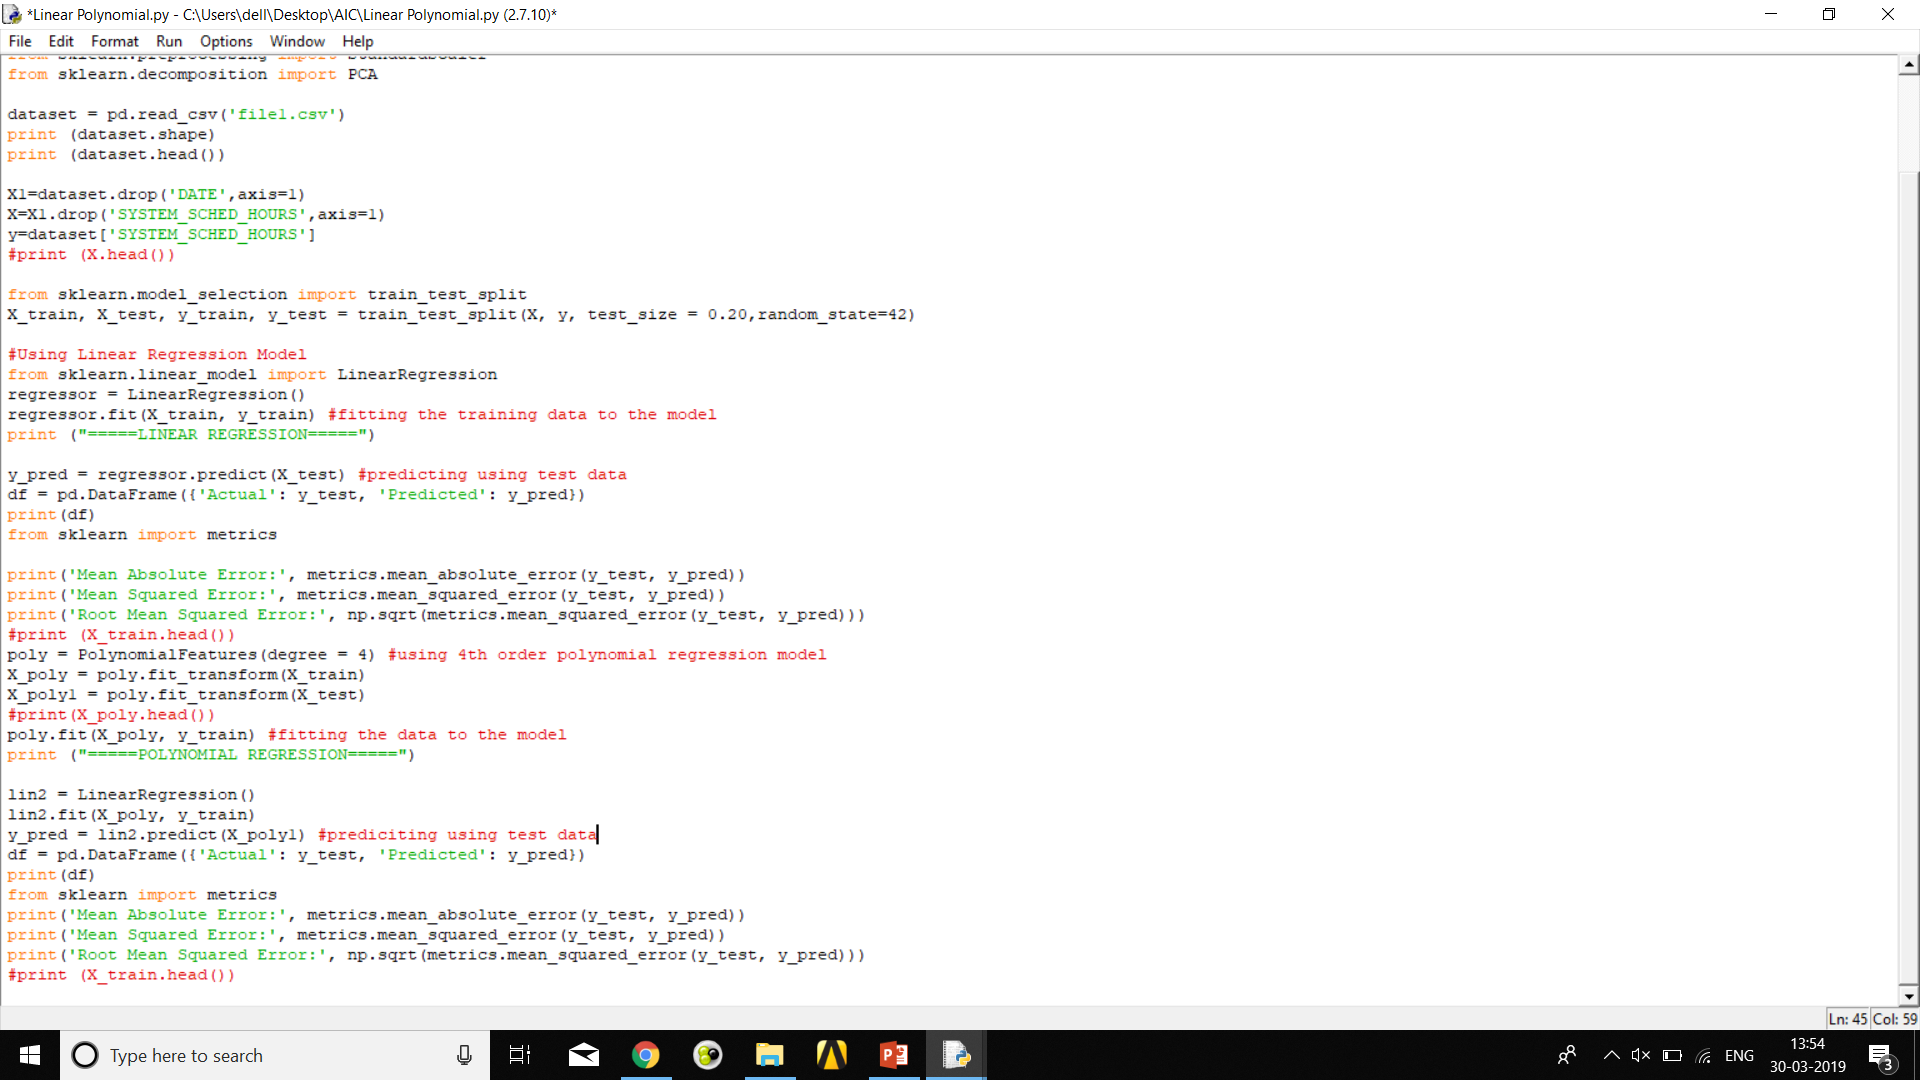 *Linear Polynomial.py - C:\Users\dell\Desktop\AIC\Linear Polynomial.py (2.7.10)*
File Edit Format Run Options Window Help
from sklearn.preprocessing import StandardScaler
from sklearn.decomposition import PCA
dataset = pd.read_csv('file1.csv')
print (dataset.shape)
print (dataset.head())
X1=dataset.drop('DATE',axis=1)
X=X1.drop('SYSTEM_SCHED_HOURS',axis=1)
y=dataset['SYSTEM_SCHED_HOURS']
#print (X.head())
from sklearn.model_selection import train_test_split
X_train, X_test, y_train, y_test = train_test_split(X, y, test_size = 0.20,random_state=42)
#Using Linear Regression Model
from sklearn.linear_model import LinearRegression
regressor = LinearRegression()
regressor.fit(X_train, y_train) #fitting the training data to the model
print ("=====LINEAR REGRESSION=====")
y_pred = regressor.predict(X_test) #predicting using test data
df = pd.DataFrame({'Actual': y_test, 'Predicted': y_pred})
print(df)
from sklearn import metrics
print('Mean Absolute Error:', metrics.mean_absolute_error(y_test, y_pred))
print('Mean Squared Error:', metrics.mean_squared_error(y_test, y_pred))
print('Root Mean Squared Error:', np.sqrt(metrics.mean_squared_error(y_test, y_pred)))
#print (X_train.head())
poly = PolynomialFeatures(degree = 4) #using 4th order polynomial regression model
X_poly = poly.fit_transform(X_train)
X_poly1 = poly.fit_transform(X_test)
#print(X_poly.head())
poly.fit(X_poly, y_train) #fitting the data to the model
print ("=====POLYNOMIAL REGRESSION=====")
lin2 = LinearRegression()
lin2.fit(X_poly, y_train)
y_pred = lin2.predict(X_poly1) #prediciting using test data
df = pd.DataFrame({'Actual': y_test, 'Predicted': y_pred})
print(df)
from sklearn import metrics
print('Mean Absolute Error:', metrics.mean_absolute_error(y_test, y_pred))
print('Mean Squared Error:', metrics.mean_squared_error(y_test, y_pred))
print('Root Mean Squared Error:', np.sqrt(metrics.mean_squared_error(y_test, y_pred)))
#print (X_train.head())
Ln: 45 Col: 59
Type here to search
ENG
13:54
30-03-2019
3